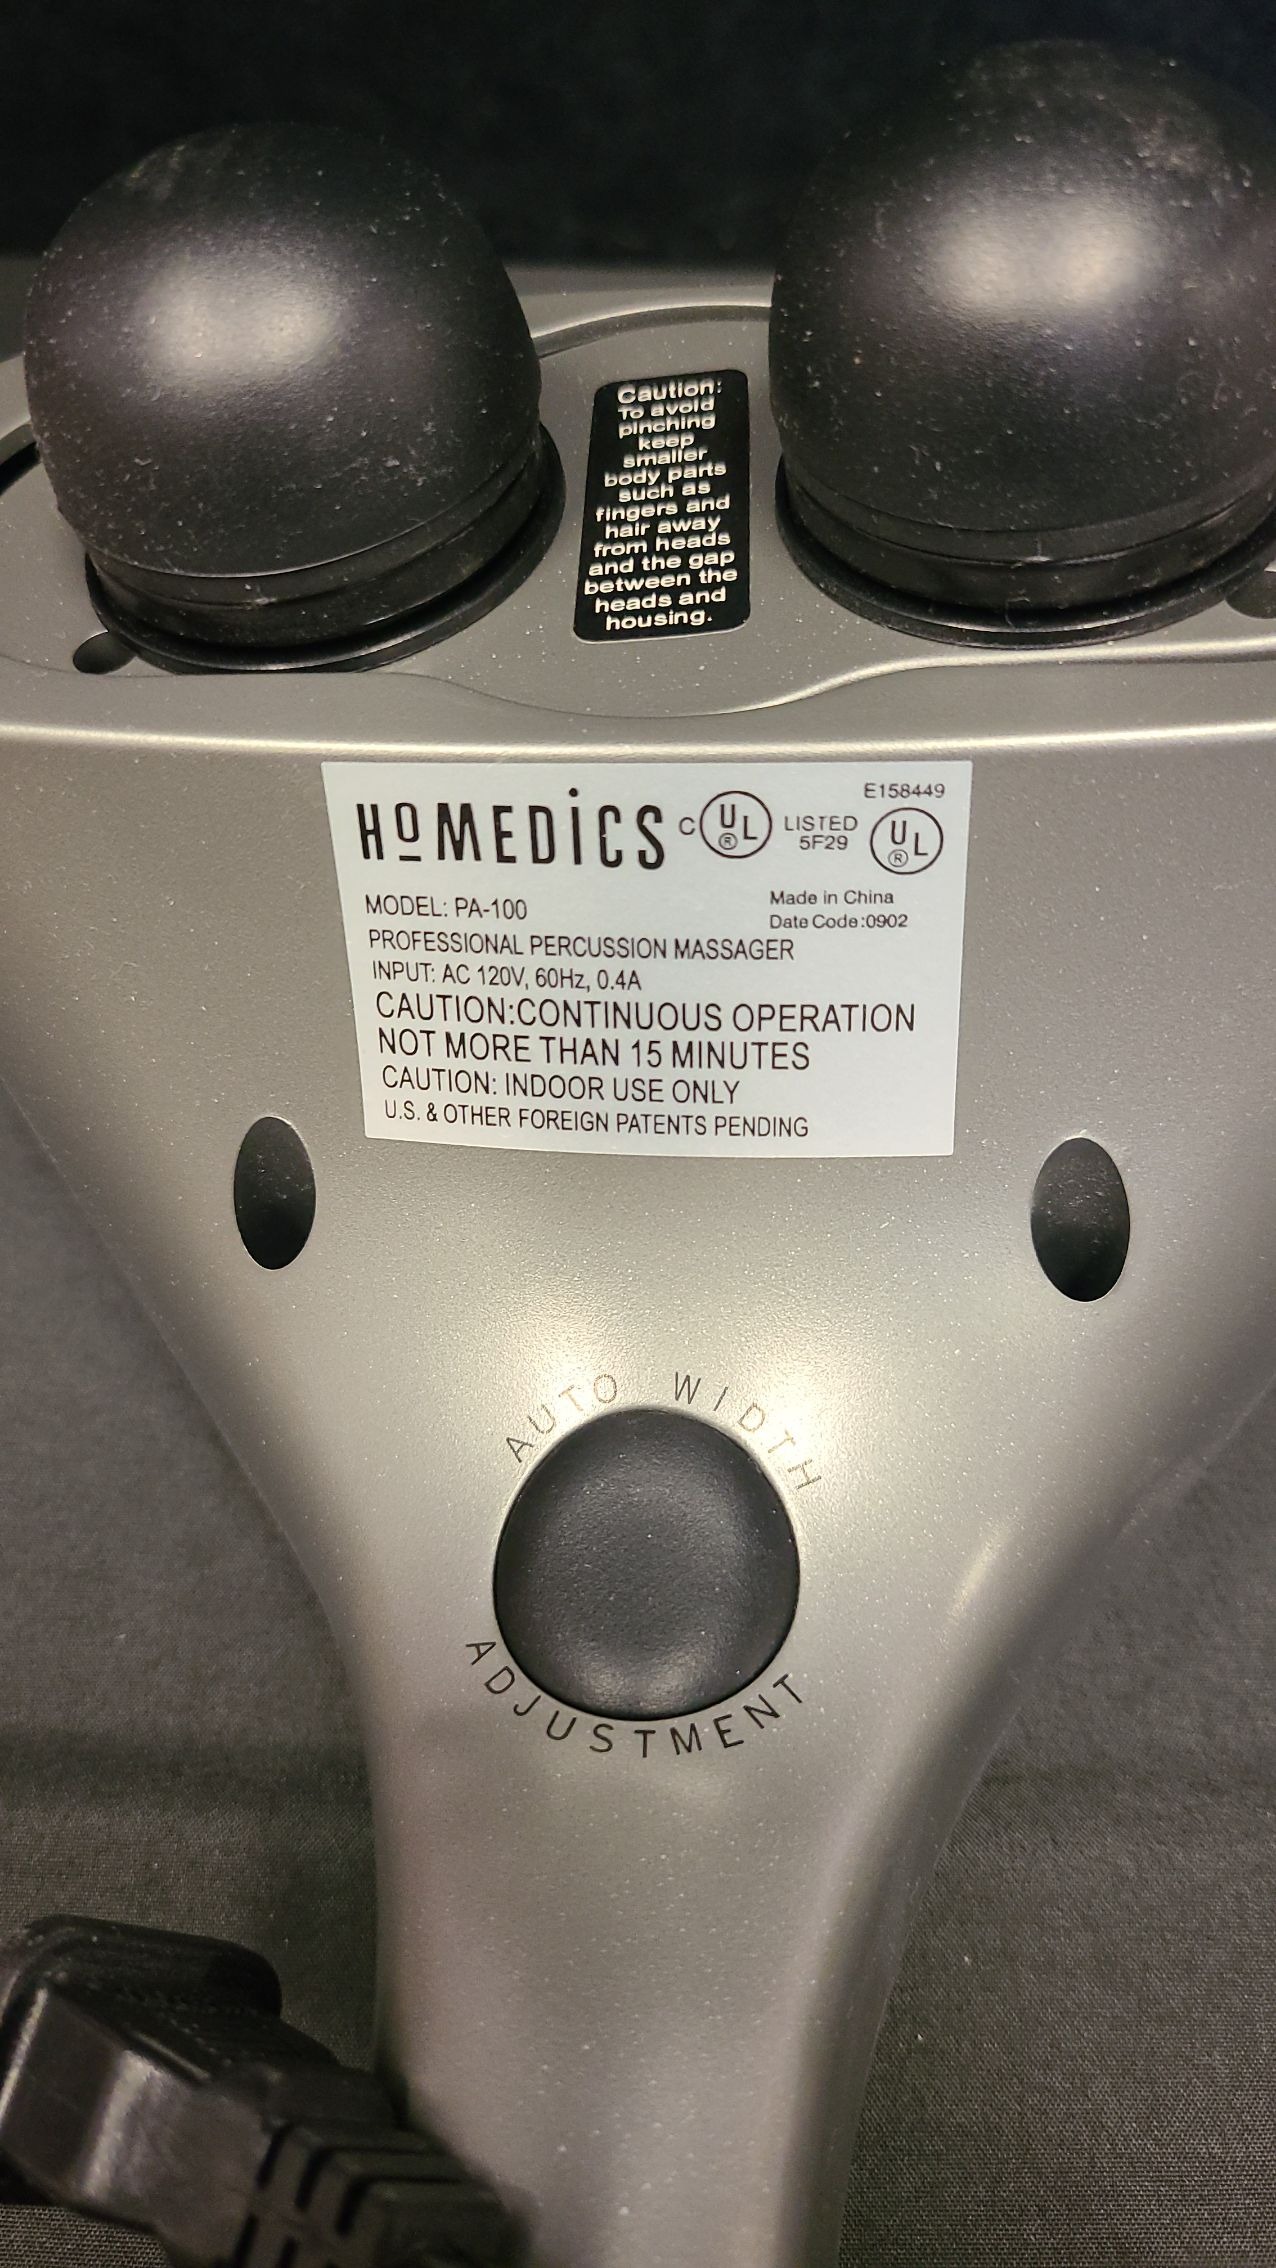 Caution:
To avoid
pinching
keep
smaller
body parts
such as
fingers and
hair away
from heads
and the gap
between the
heads and
housing.
HoMEDiCS
C UL ® LISTED
5F29
E158449
UL ®
MODEL: PA-100
Made in China
Date Code:0902
PROFESSIONAL PERCUSSION MASSAGER
INPUT: AC 120V, 60Hz, 0.4A
CAUTION:CONTINUOUS OPERATION
NOT MORE THAN 15 MINUTES
CAUTION: INDOOR USE ONLY
U.S. & OTHER FOREIGN PATENTS PENDING
AUTO WIDTH
ADJUSTMENT